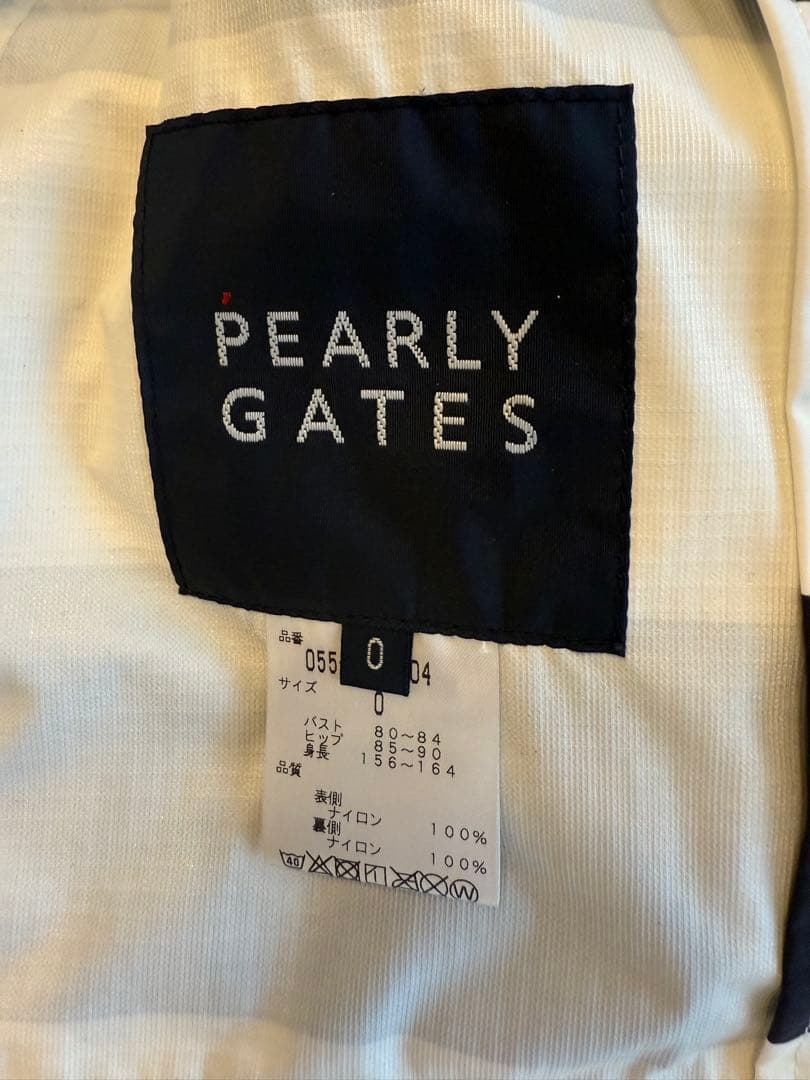 PEARLY
GATES
0
品番
055 04
サイズ
0
バスト 80～84
ヒップ 85～90
身長 156～164
品質
表側
ナイロン 100%
裏側
ナイロン 100%
40 W